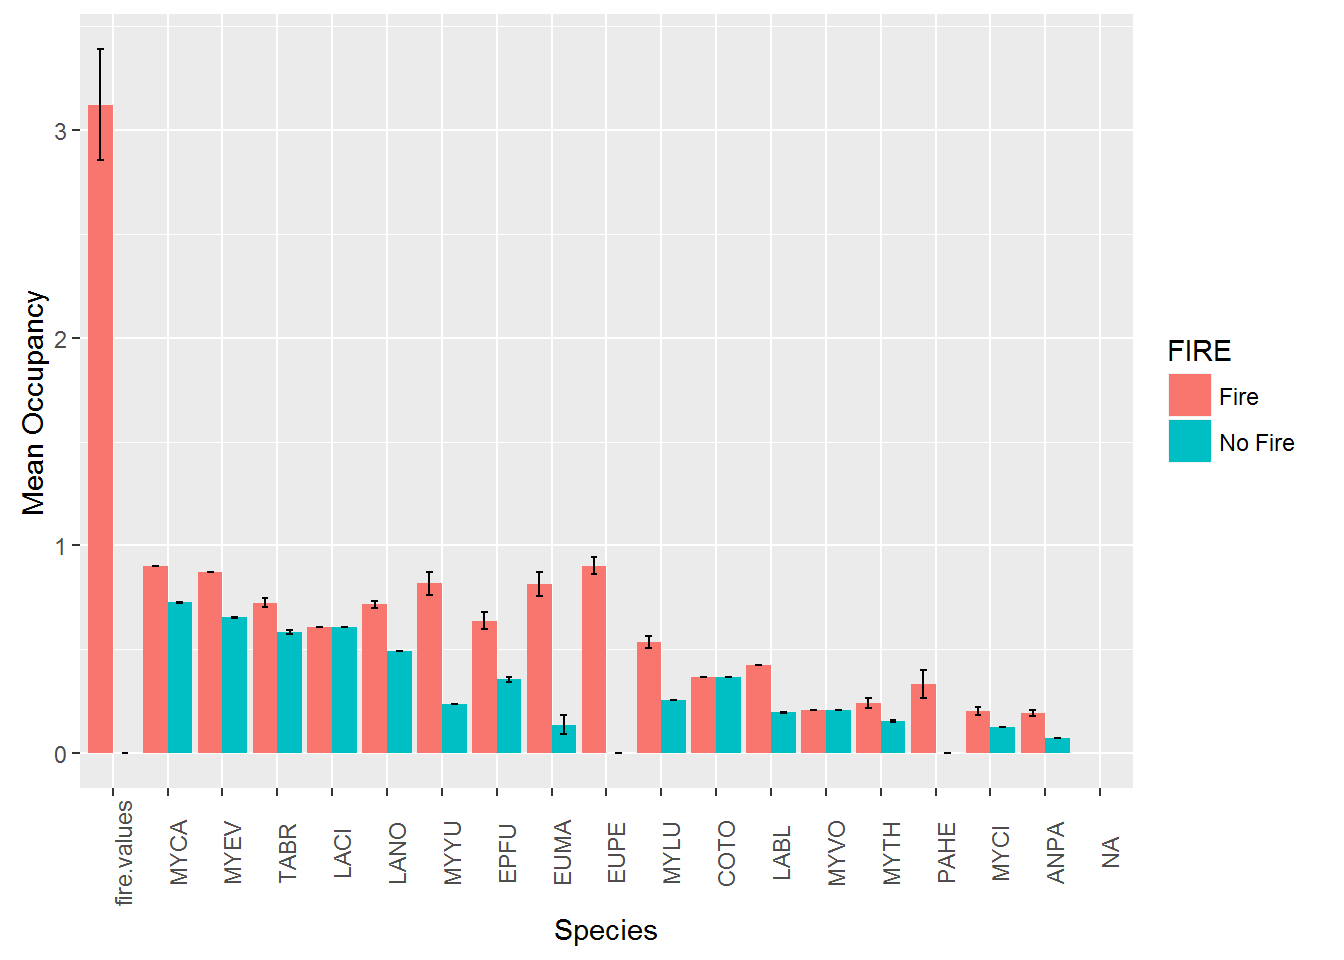 Mean Occupancy
3
2
1
0
fire.values
MYCA
MYEV
TABR
LACI
LANO
MYYU
EPFU
EUMA
EUPE
MYLU
COTO
LABL
MYVO
MYTH
PAHE
MYCI
ANPA
NA
Species
FIRE
Fire
No Fire